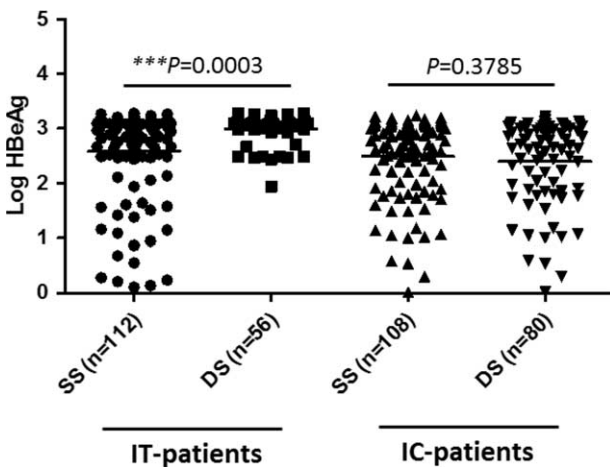 5
***P=0.0003
P=0.3785
4
Log HBeAg
3
2
1
0
SS (n=112)
DS (n=56)
SS (n=108)
DS (n=80)
IT-patients
IC-patients